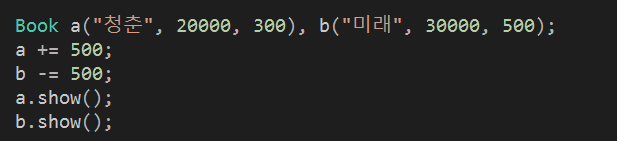 Book a("청춘", 20000, 300), b("미래", 30000, 500);
a += 500;
b -= 500;
a.show();
b.show();